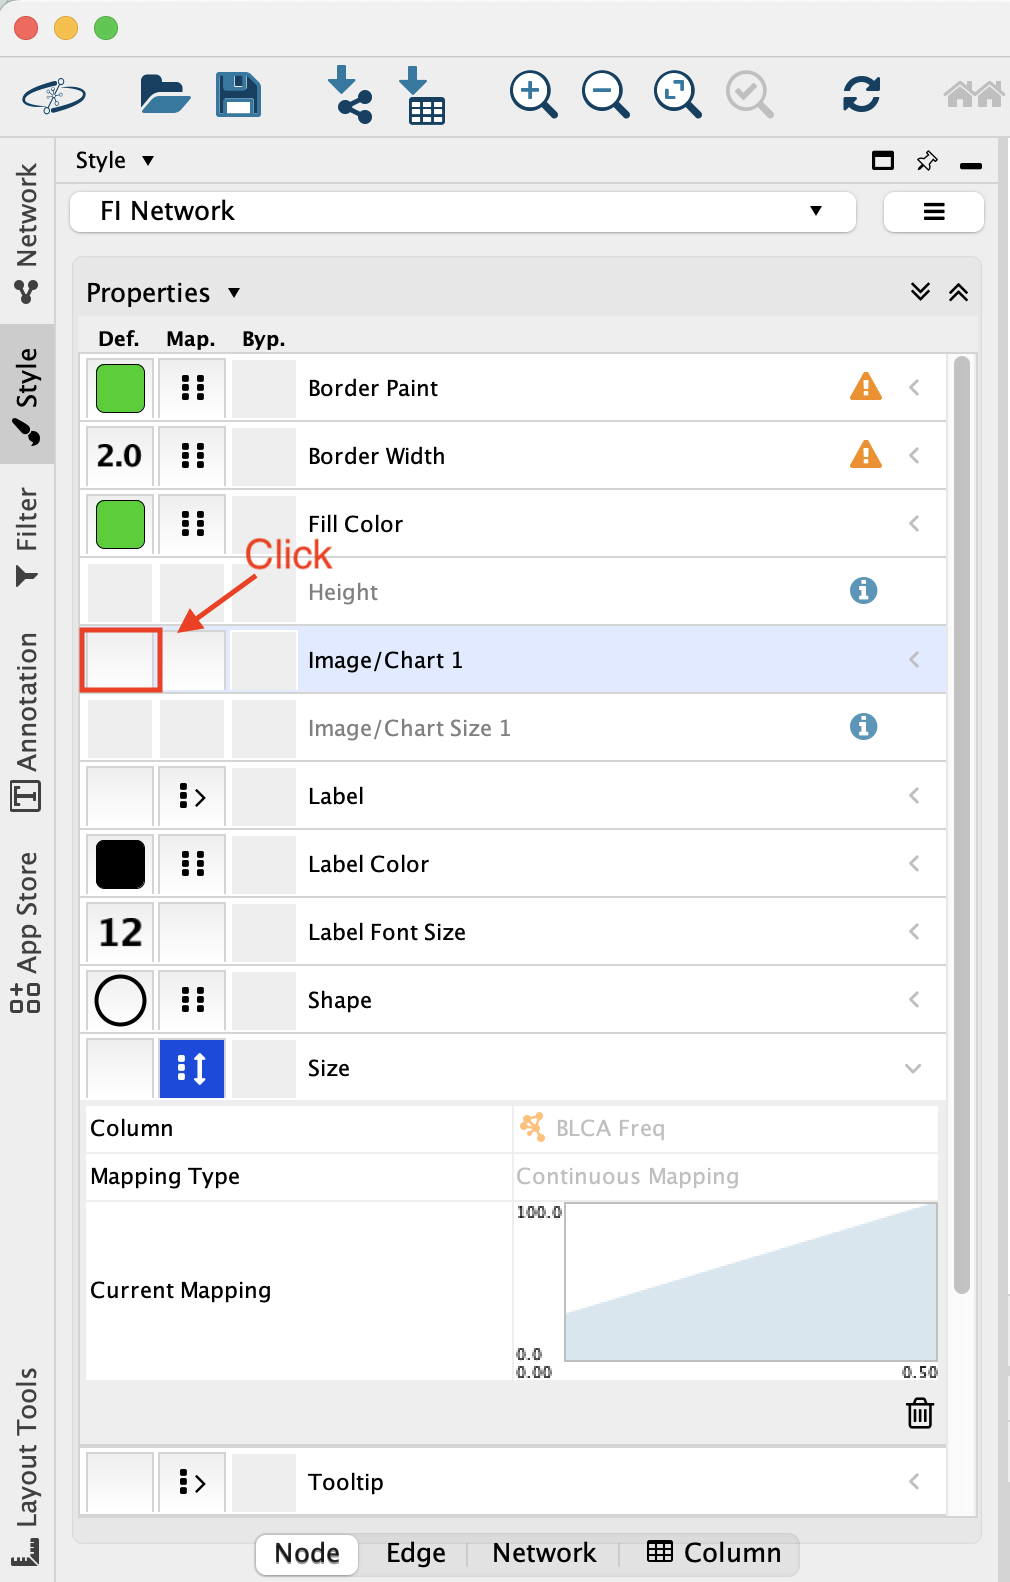 Style
FI Network
Properties
Def. Map. Byp.
Border Paint
2.0 Border Width
Fill Color
Click
Height
Image/Chart 1
Image/Chart Size 1
Label
Label Color
12 Label Font Size
Shape
Size
Column BLCA Freq
Mapping Type Continuous Mapping
100.0
Current Mapping
0.0
0.00 0.50
Tooltip
Node Edge Network Column
Network
Style
Filter
Annotation
App Store
Layout Tools